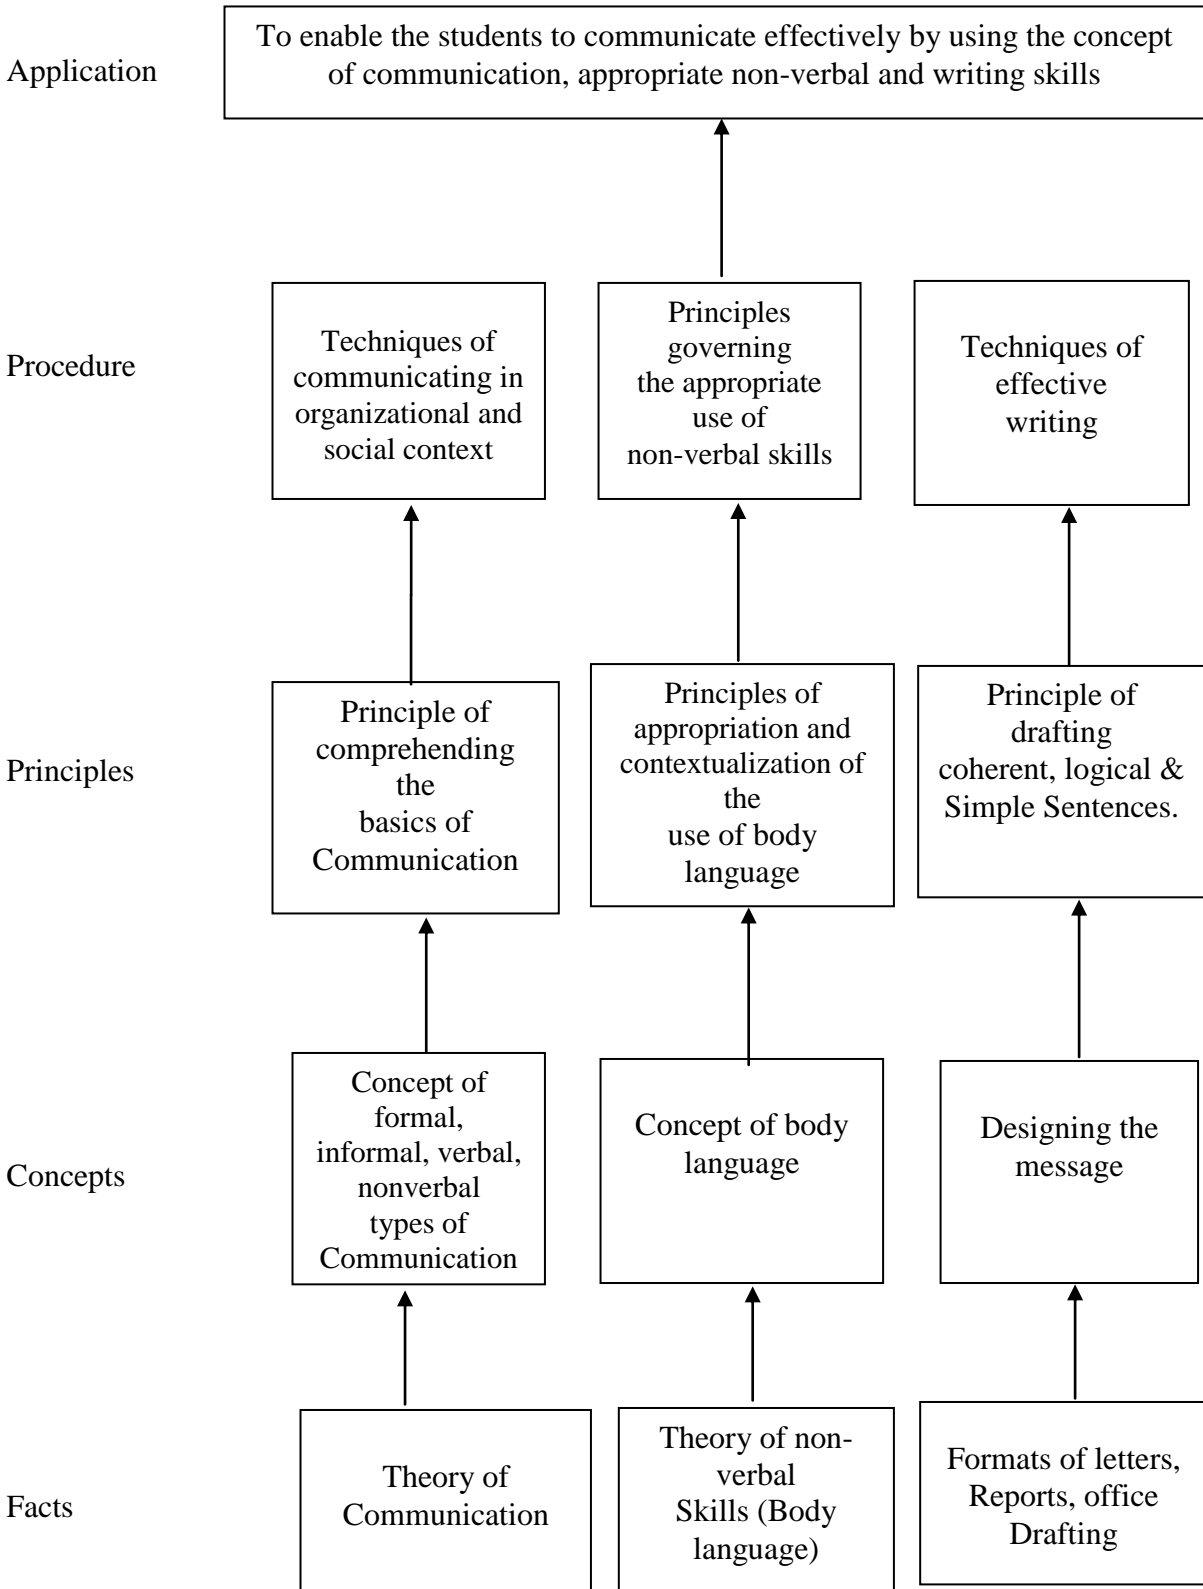 To enable the students to communicate effectively by using the concept
of communication, appropriate non-verbal and writing skills
Application
Procedure
Techniques of
communicating in
organizational and
social context
Principles
governing
the appropriate
use of
non-verbal skills
Techniques of
effective
writing
Principles
Principle of
comprehending
the
basics of
Communication
Principles of
appropriation and
contextualization of
the
use of body
language
Principle of
drafting
coherent, logical &
Simple Sentences.
Concepts
Concept of
formal,
informal, verbal,
nonverbal
types of
Communication
Concept of body
language
Designing the
message
Facts
Theory of
Communication
Theory of non-
verbal
Skills (Body
language)
Formats of letters,
Reports, office
Drafting